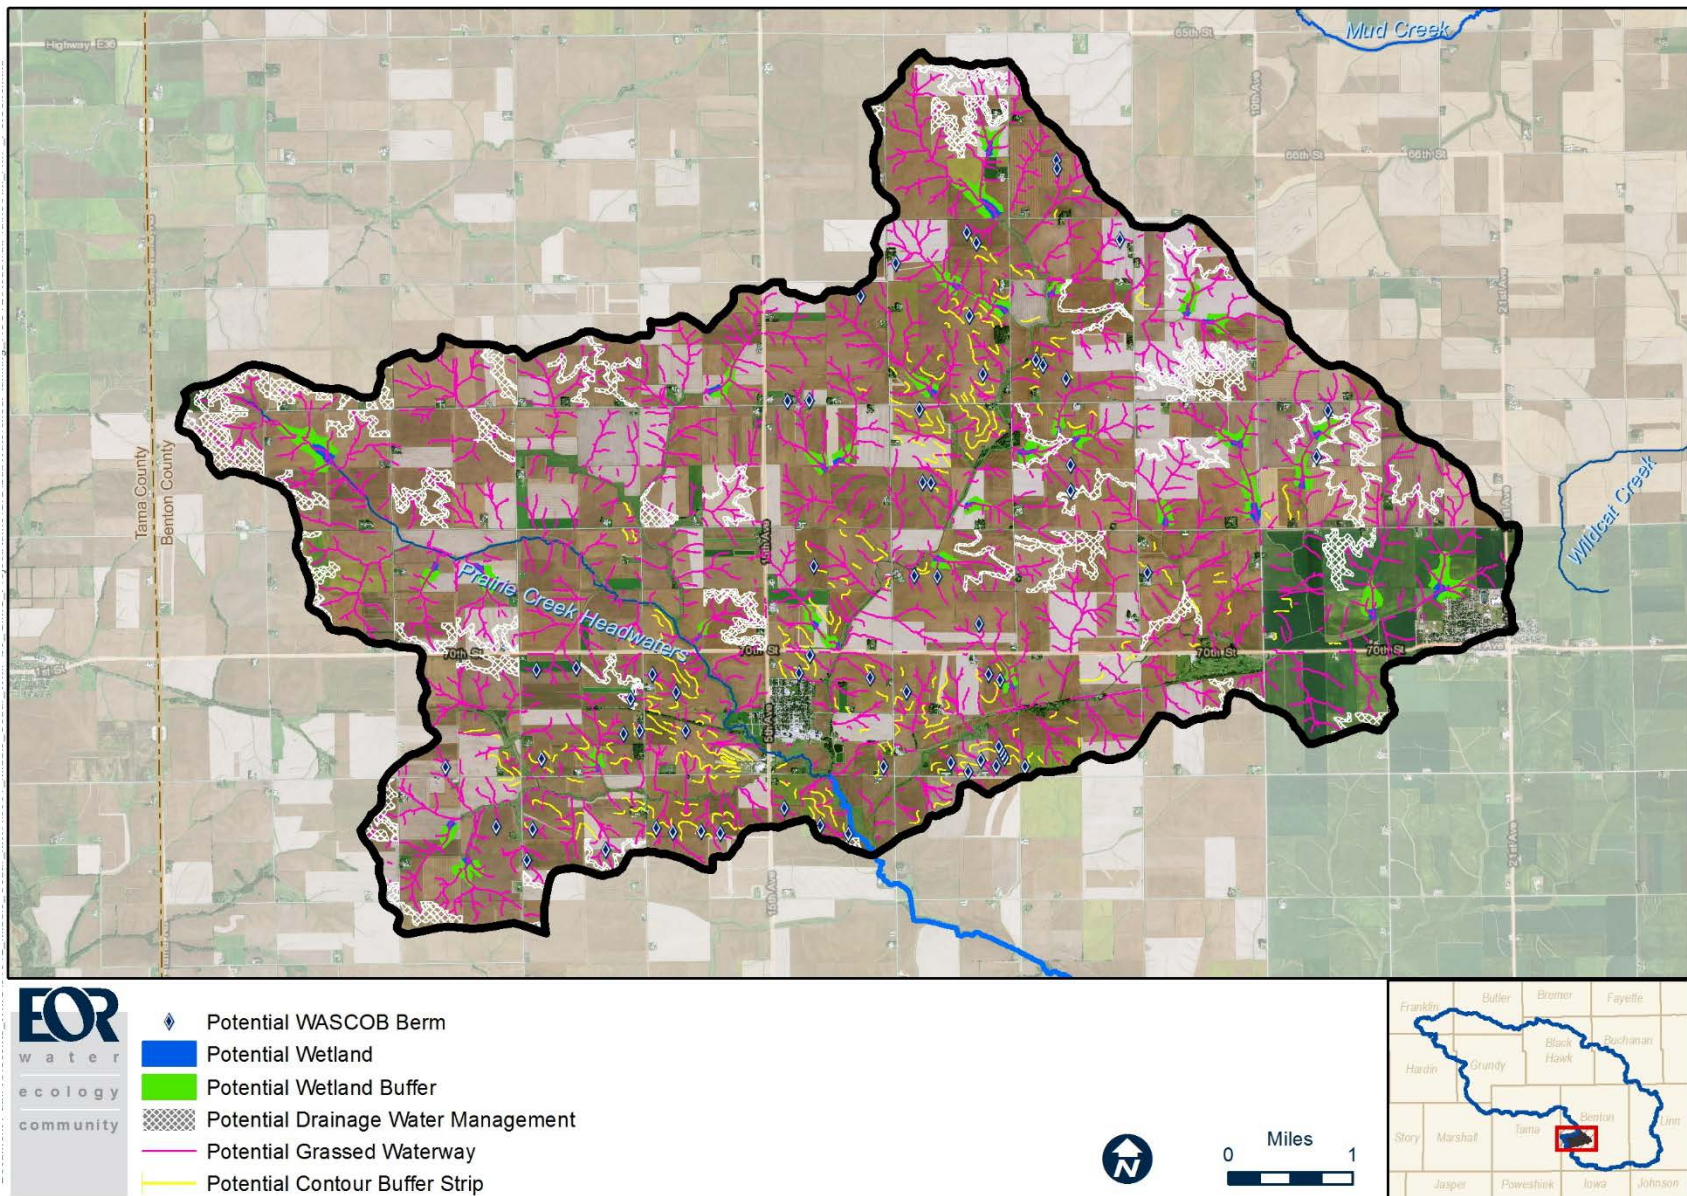 Highway E36
65th St
Mud Creek
19th Ave
66th St
66th St
21st Ave
Tama County
Benton County
15th Ave
Wildcat Creek
Prairie Creek Headwaters
1st St
70th St
70th St
70th St
70th St
5th Ave
15th Ave
21st Ave
EOR
water
ecology
community
Potential WASCOB Berm
Potential Wetland
Potential Wetland Buffer
Potential Drainage Water Management
Potential Grassed Waterway
Potential Contour Buffer Strip
N
Miles
0 1
Franklin
Butler
Bremer
Fayette
Hardin
Grundy
Black
Hawk
Buchanan
Story
Marshall
Tama
Benton
Linn
Jasper
Poweshiek
Iowa
Johnson